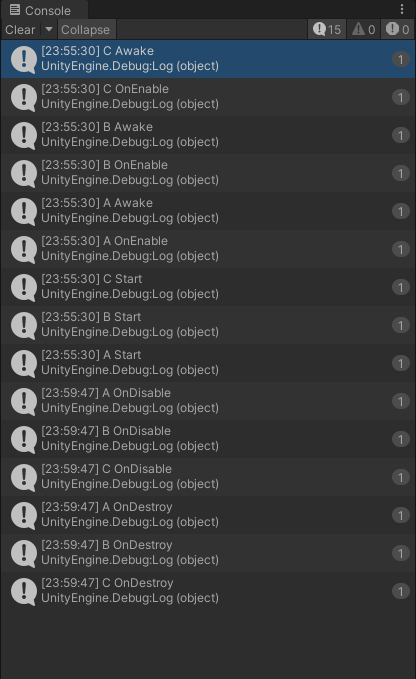 Console
Clear Collapse 15 0 0
[23:55:30] C Awake
UnityEngine.Debug:Log (object) 1
[23:55:30] C OnEnable
UnityEngine.Debug:Log (object) 1
[23:55:30] B Awake
UnityEngine.Debug:Log (object) 1
[23:55:30] B OnEnable
UnityEngine.Debug:Log (object) 1
[23:55:30] A Awake
UnityEngine.Debug:Log (object) 1
[23:55:30] A OnEnable
UnityEngine.Debug:Log (object) 1
[23:55:30] C Start
UnityEngine.Debug:Log (object) 1
[23:55:30] B Start
UnityEngine.Debug:Log (object) 1
[23:55:30] A Start
UnityEngine.Debug:Log (object) 1
[23:59:47] A OnDisable
UnityEngine.Debug:Log (object) 1
[23:59:47] B OnDisable
UnityEngine.Debug:Log (object) 1
[23:59:47] C OnDisable
UnityEngine.Debug:Log (object) 1
[23:59:47] A OnDestroy
UnityEngine.Debug:Log (object) 1
[23:59:47] B OnDestroy
UnityEngine.Debug:Log (object) 1
[23:59:47] C OnDestroy
UnityEngine.Debug:Log (object) 1